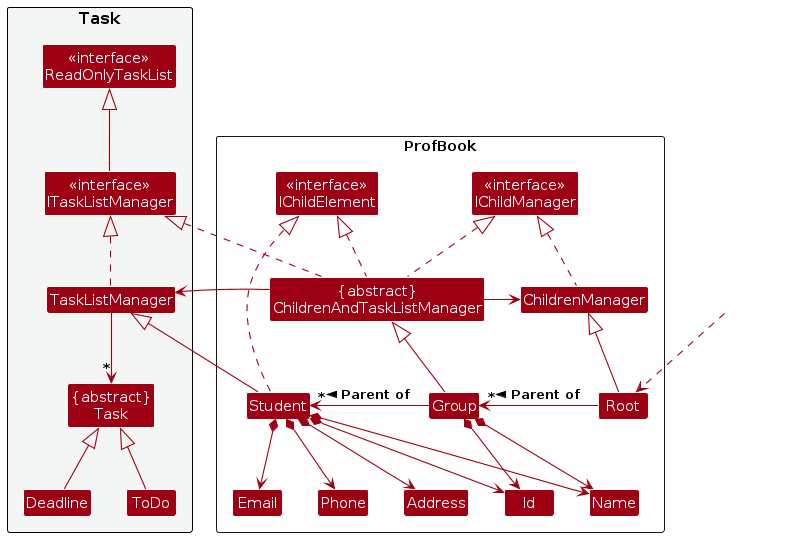 Task
«interface»
ReadOnlyTaskList
ProfBook
«interface»
ITaskListManager
«interface»
IChildElement
«interface»
IChildManager
TaskListManager
{abstract}
ChildrenAndTaskListManager
ChildrenManager
*
{abstract}
Task
Student
*◄ Parent of
Group
*◄ Parent of
Root
Deadline
ToDo
Email
Phone
Address
Id
Name